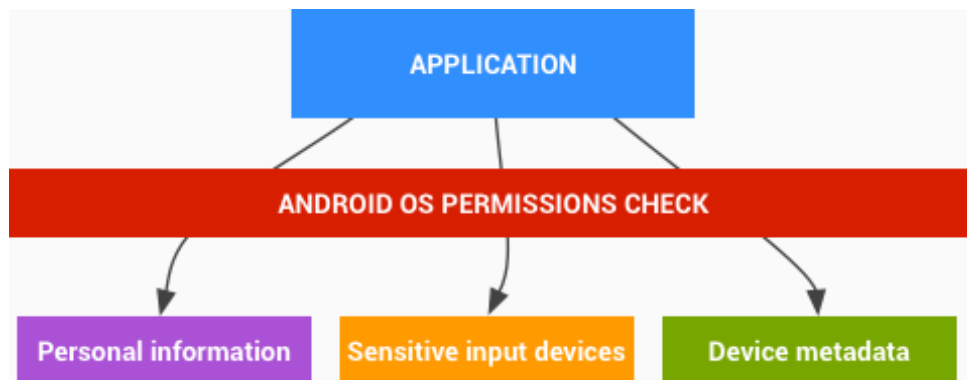 APPLICATION
ANDROID OS PERMISSIONS CHECK
Personal information
Sensitive input devices
Device metadata